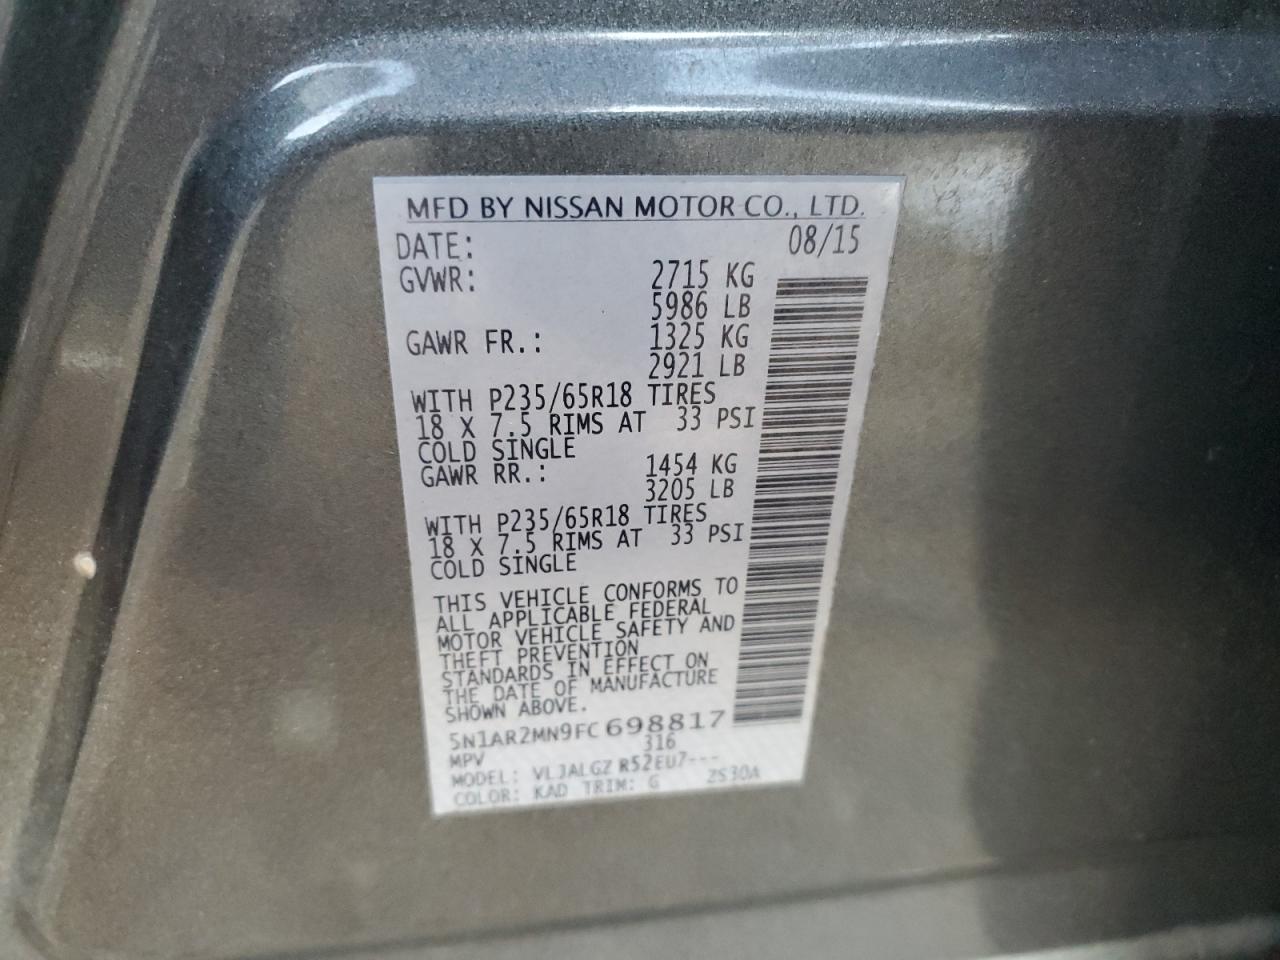 MFD BY NISSAN MOTOR CO., LTD.
DATE: 08/15
GVWR: 2715 KG
5986 LB
GAWR FR.: 1325 KG
2921 LB
WITH P235/65R18 TIRES
18 X 7.5 RIMS AT 33 PSI
COLD SINGLE
GAWR RR.: 1454 KG
3205 LB
WITH P235/65R18 TIRES
18 X 7.5 RIMS AT 33 PSI
COLD SINGLE
THIS VEHICLE CONFORMS TO
ALL APPLICABLE FEDERAL
MOTOR VEHICLE SAFETY AND
THEFT PREVENTION
STANDARDS IN EFFECT ON
THE DATE OF MANUFACTURE
SHOWN ABOVE.
5N1AR2MN9FC698817
MPV 316
MODEL: VLJALGZ R52EU7---
COLOR: KAD TRIM: G ZS30A